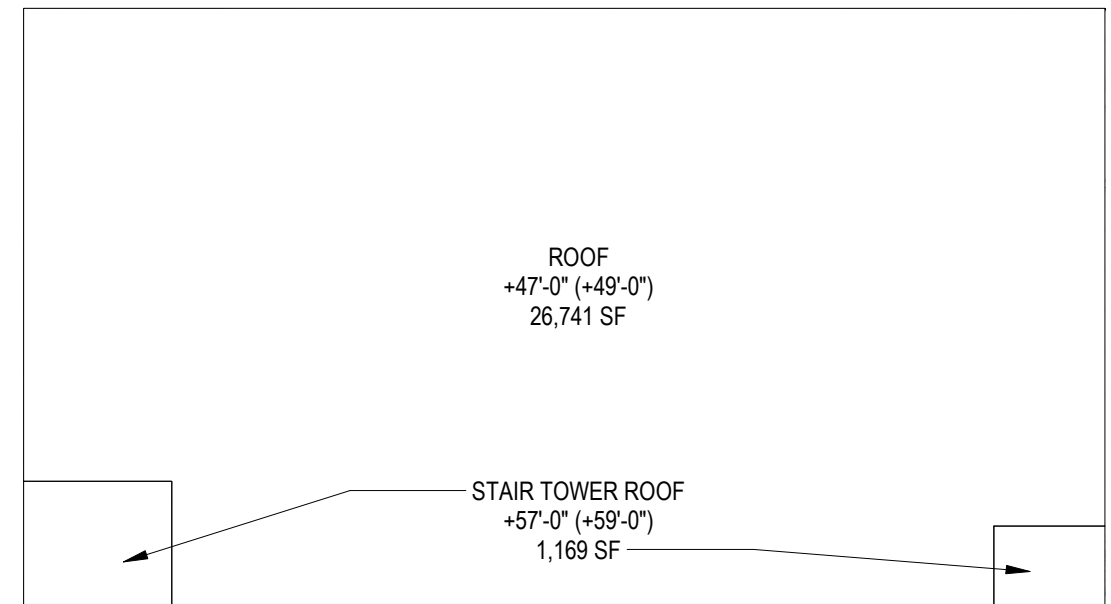 ROOF
+47'-0" (+49'-0")
26,741 SF
STAIR TOWER ROOF
+57'-0" (+59'-0")
1,169 SF